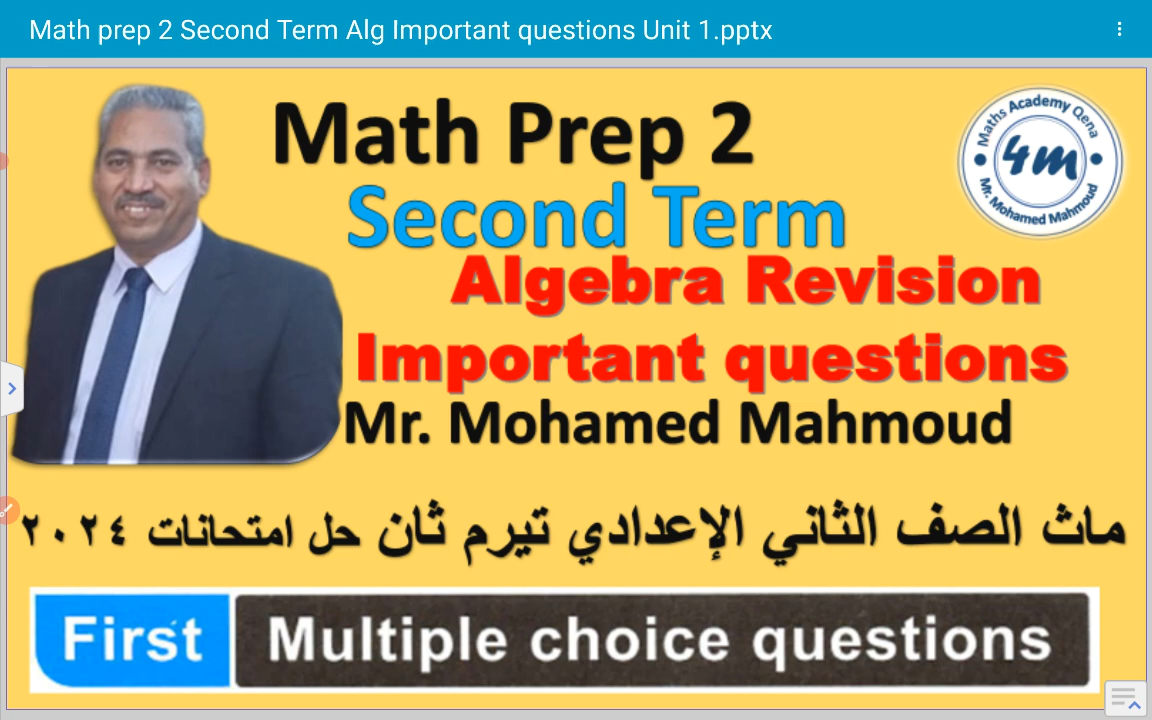 Math prep 2 Second Term Alg Important questions Unit 1.pptx
Math Prep 2
Second Term
Algebra Revision
Important questions
Mr. Mohamed Mahmoud
Maths Academy Qena
4m
Mr. Mohamed Mahmoud
ماث الصف الثاني الإعدادي تيرم ثان حل امتحانات ٢٠٢٤
First Multiple choice questions